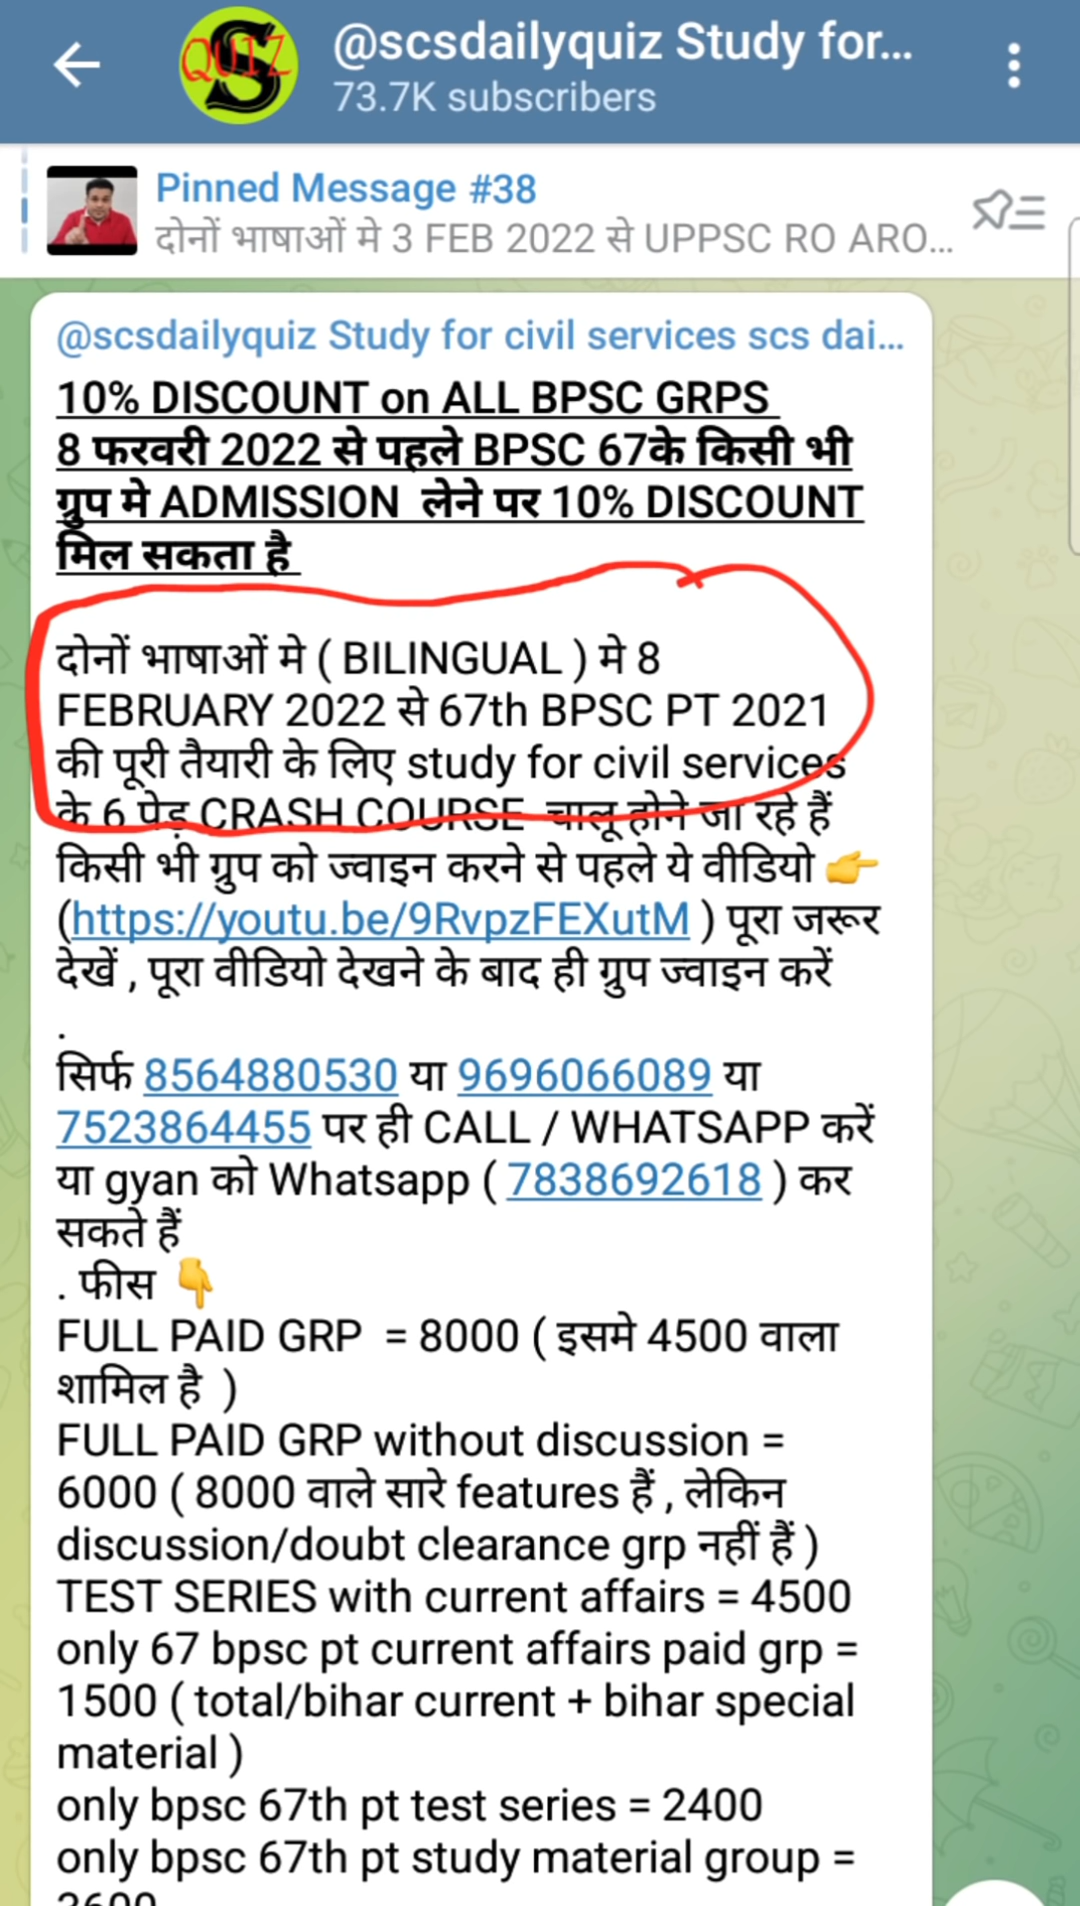 QUIZ S
@scsdailyquiz Study for...
73.7K subscribers
Pinned Message #38
दोनों भाषाओं मे 3 FEB 2022 से UPPSC RO ARO...
@scsdailyquiz Study for civil services scs dai...
10% DISCOUNT on ALL BPSC GRPS
8 फरवरी 2022 से पहले BPSC 67के किसी भी
ग्रुप मे ADMISSION लेने पर 10% DISCOUNT
मिल सकता है
दोनों भाषाओं मे ( BILINGUAL ) मे 8
FEBRUARY 2022 से 67th BPSC PT 2021
की पूरी तैयारी के लिए study for civil services
के 6 पेड़ CRASH COURSE चालू होने जा रहे हैं
किसी भी ग्रुप को ज्वाइन करने से पहले ये वीडियो 👉
(https://youtu.be/9RvpzFEXutM ) पूरा जरूर
देखें , पूरा वीडियो देखने के बाद ही ग्रुप ज्वाइन करें
.
सिर्फ 8564880530 या 9696066089 या
7523864455 पर ही CALL / WHATSAPP करें
या gyan को Whatsapp ( 7838692618 ) कर
सकते हैं
. फीस 👇
FULL PAID GRP = 8000 ( इसमे 4500 वाला
शामिल है )
FULL PAID GRP without discussion =
6000 ( 8000 वाले सारे features हैं , लेकिन
discussion/doubt clearance grp नहीं हैं )
TEST SERIES with current affairs = 4500
only 67 bpsc pt current affairs paid grp =
1500 ( total/bihar current + bihar special
material )
only bpsc 67th pt test series = 2400
only bpsc 67th pt study material group =